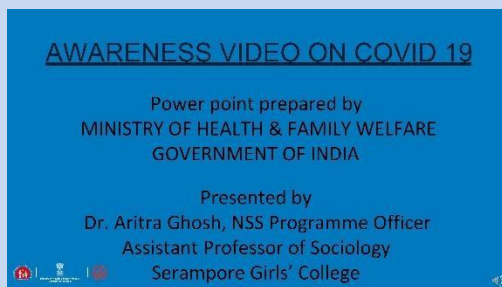 AWARENESS VIDEO ON COVID 19
Power point prepared by
MINISTRY OF HEALTH & FAMILY WELFARE
GOVERNMENT OF INDIA
Presented by
Dr. Aritra Ghosh, NSS Programme Officer
Assistant Professor of Sociology
Serampore Girls' College